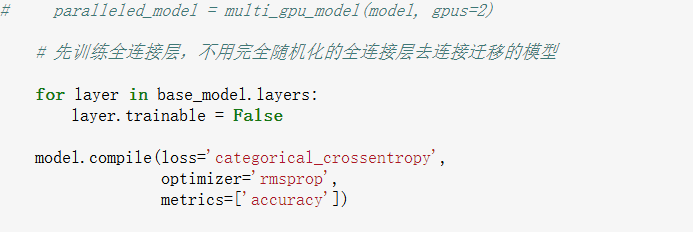 #     paralleled_model = multi_gpu_model(model, gpus=2)
# 先训练全连接层，不用完全随机化的全连接层去连接迁移的模型
for layer in base_model.layers:
layer.trainable = False
model.compile(loss='categorical_crossentropy',
optimizer='rmsprop',
metrics=['accuracy'])